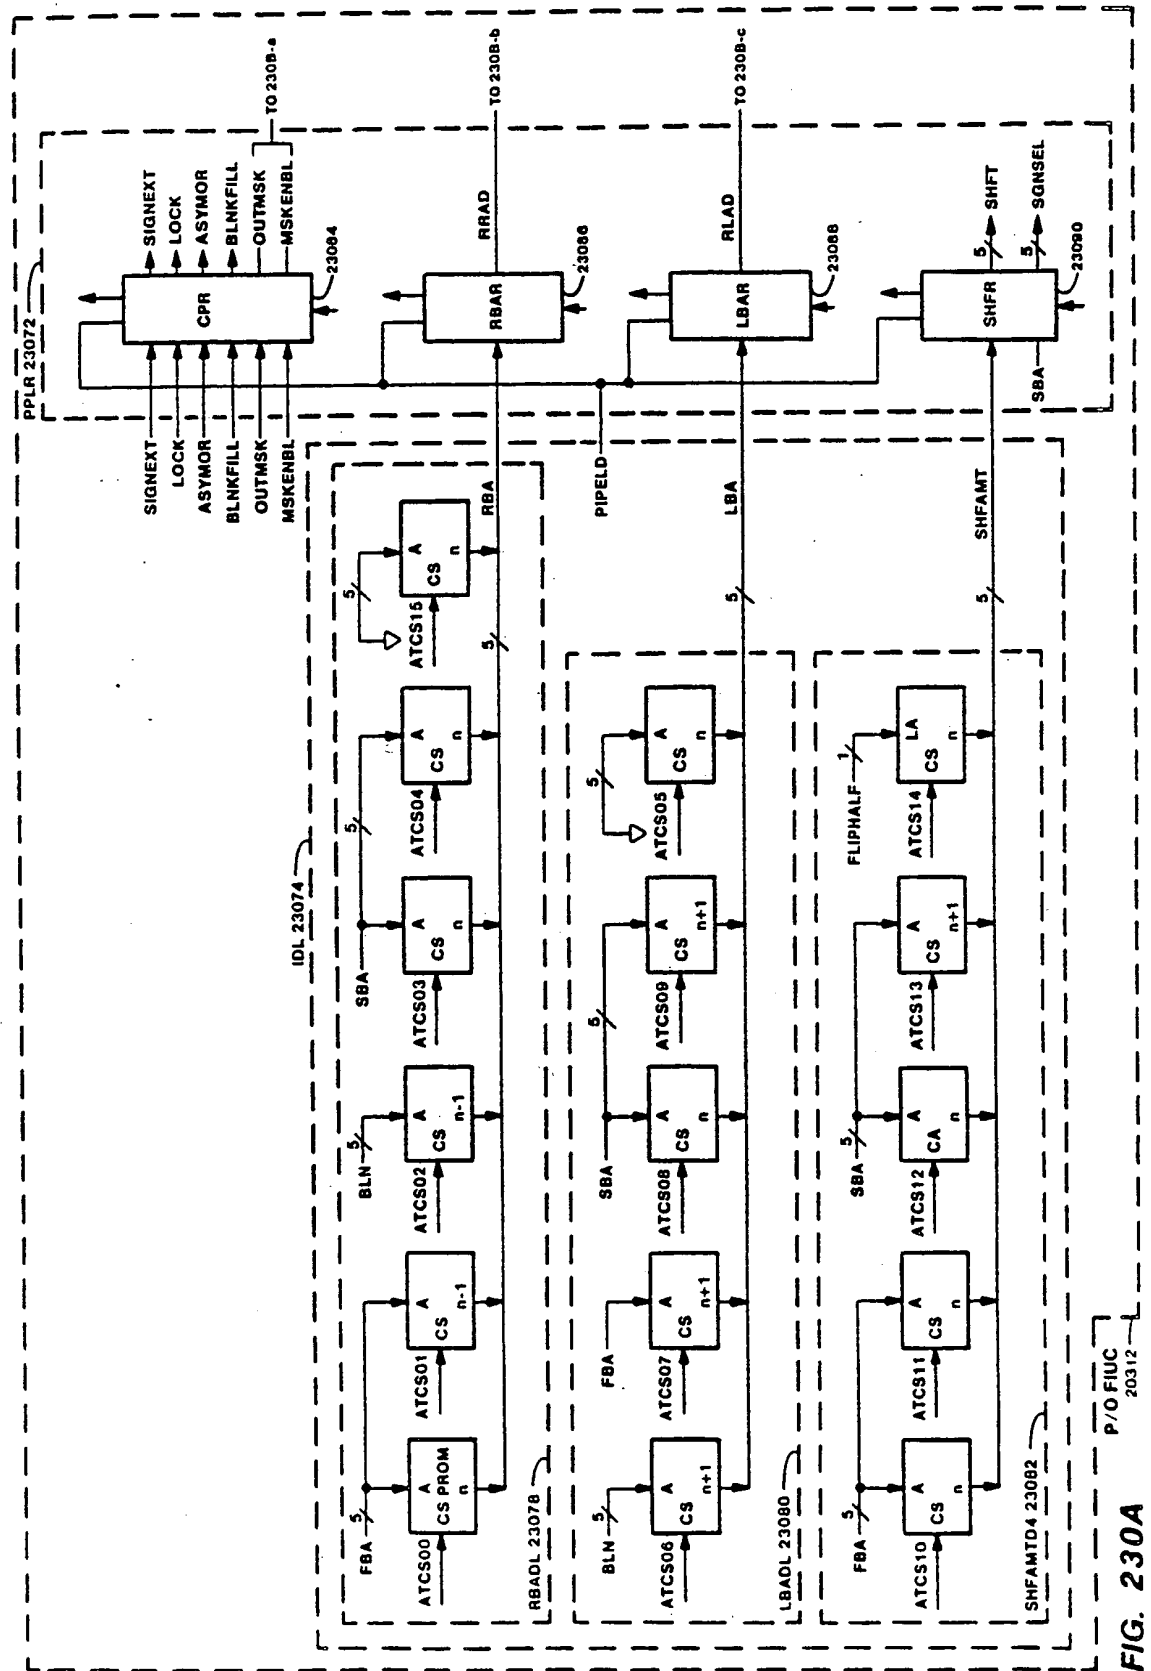 PPLR 23072
SIGNEXT
LOCK
ASYMOR
BLNKFILL
OUTMSK
MSKENBL
CPR
23084
SIGNEXT
LOCK
ASYMOR
BLNKFILL
OUTMSK
MSKENBL
TO 230B-a
RBAR
23086
RRAD
TO 230B-b
LBAR
23088
RLAD
TO 230B-c
SHFR
23090
SBA
5
SHFT
5
SGNSEL
PIPELD
IDL 23074
RBADL 23078
FBA
5
ATCS00
A
CS PROM
n
ATCS01
A
CS
n-1
BLN
5
ATCS02
A
CS
n-1
SBA
ATCS03
A
CS
n
5
ATCS04
A
CS
n
5
ATCS15
A
CS
n
5
RBA
LBADL 23080
BLN
5
ATCS06
A
CS
n+1
FBA
ATCS07
A
CS
n+1
SBA
ATCS08
A
CS
n
5
ATCS09
A
CS
n+1
5
ATCS05
A
CS
n
5
LBA
SHFAMTD4 23082
FBA
5
ATCS10
A
CS
n
ATCS11
A
CS
n
SBA
5
ATCS12
A
CA
n
ATCS13
A
CS
n+1
FLIPHALF
1
ATCS14
LA
CS
n
5
SHFAMT
P/O FIUC
20312
FIG. 230A